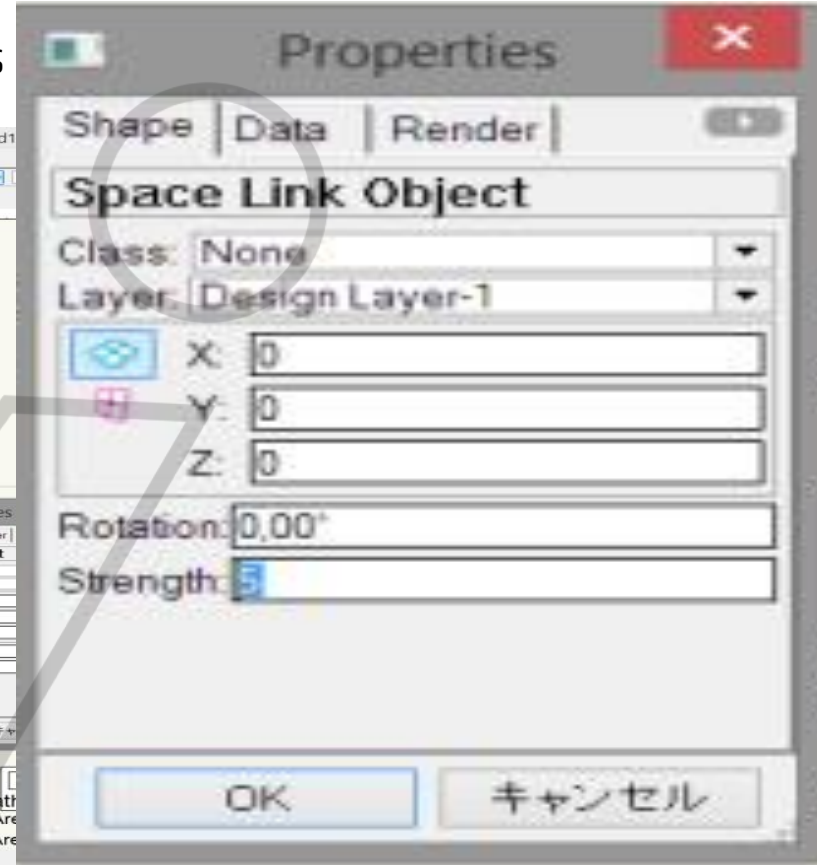 Properties
Shape Data Render
Space Link Object
Class: None
Layer: Design Layer-1
X: 0
Y: 0
Z: 0
Rotation: 0,00°
Strength: 5
OK キャンセル